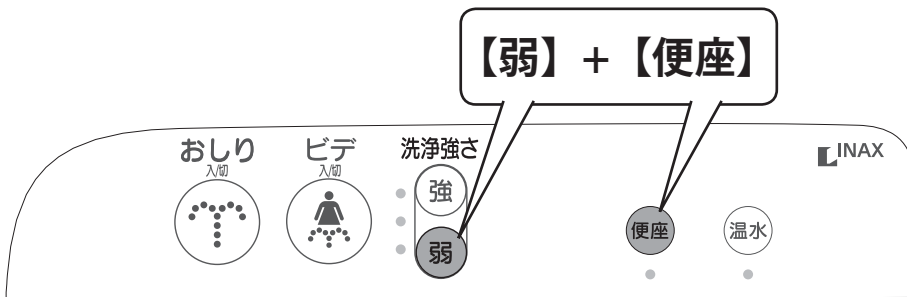 【弱】+【便座】
おしり
入/切
ビデ
入/切
洗浄強さ
強
弱
便座
温水
INAX